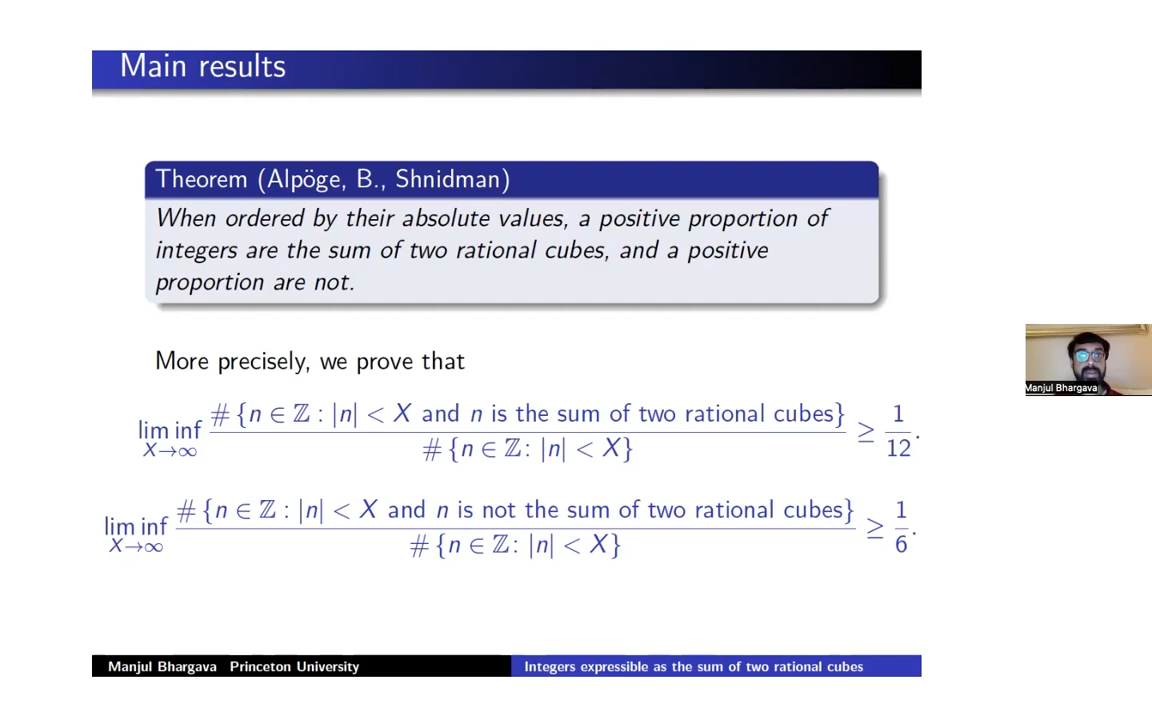 Main results
Theorem (Alpöge, B., Shnidman)
When ordered by their absolute values, a positive proportion of
integers are the sum of two rational cubes, and a positive
proportion are not.
More precisely, we prove that
lim inf X→∞ # {n ∈ ℤ : |n| < X and n is the sum of two rational cubes} / # {n ∈ ℤ: |n| < X} ≥ 1/12.
lim inf X→∞ # {n ∈ ℤ : |n| < X and n is not the sum of two rational cubes} / # {n ∈ ℤ: |n| < X} ≥ 1/6.
Manjul Bhargava
Manjul Bhargava Princeton University
Integers expressible as the sum of two rational cubes